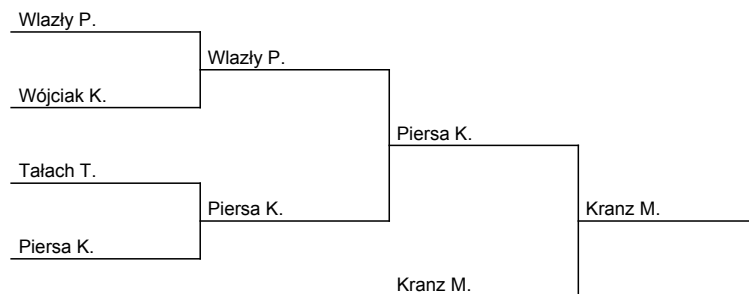 Wlazły P.
Wlazły P.
Wójciak K.
Piersa K.
Tałach T.
Piersa K.
Kranz M.
Piersa K.
Kranz M.